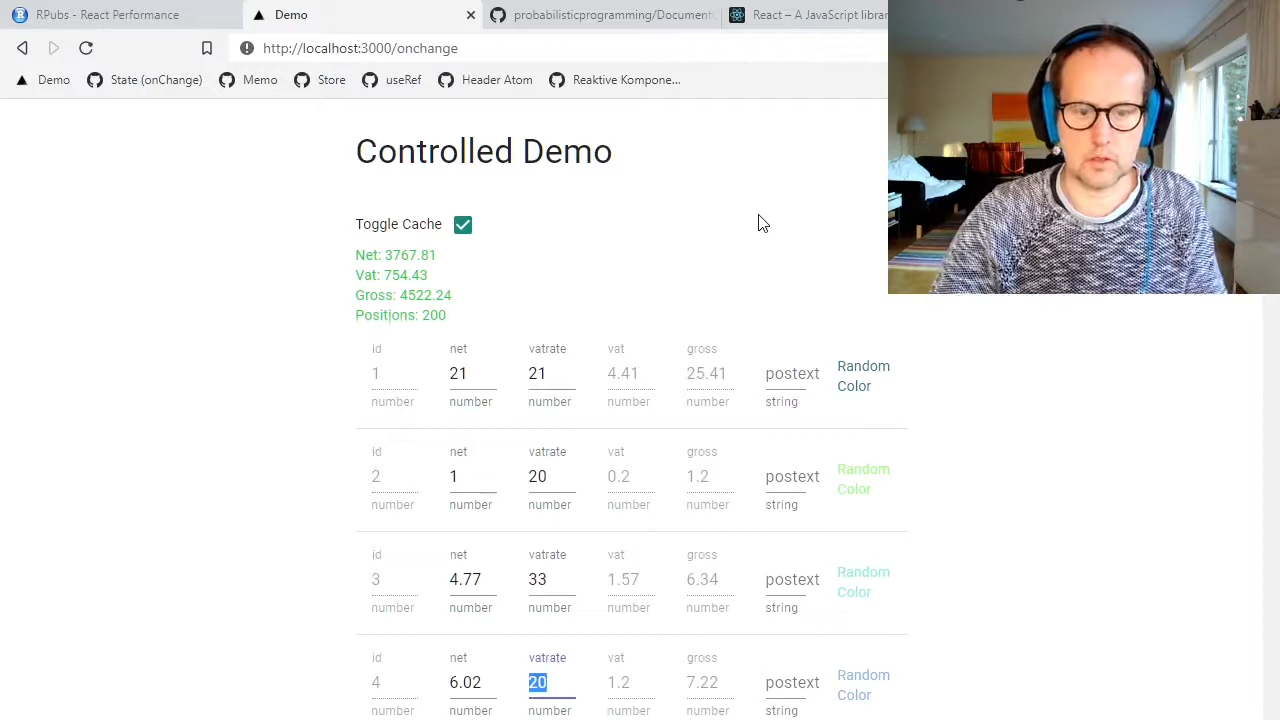 RPubs - React Performance
Demo
probabilisticprogramming/Document
React – A JavaScript librar
http://localhost:3000/onchange
Demo
State (onChange)
Memo
Store
useRef
Header Atom
Reaktive Kompone...
Controlled Demo
Toggle Cache
Net: 3767.81
Vat: 754.43
Gross: 4522.24
Positions: 200
id net vatrate vat gross
1 21 21 4.41 25.41 postext Random
Color
number number number number number string
id net vatrate vat gross
2 1 20 0.2 1.2 postext Random
Color
number number number number number string
id net vatrate vat gross
3 4.77 33 1.57 6.34 postext Random
Color
number number number number number string
id net vatrate vat gross
4 6.02 20 1.2 7.22 postext Random
Color
number number number number number string